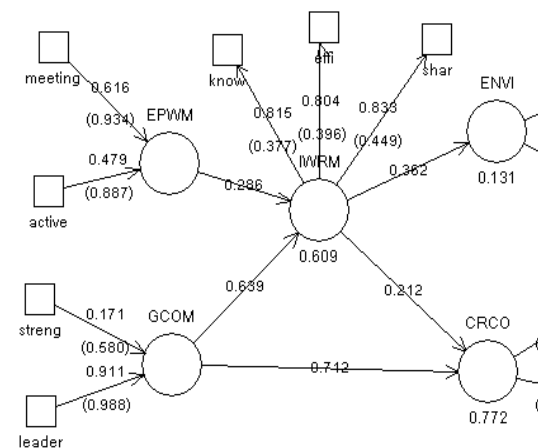 meeting
0.616
(0.934)
EPWM
0.479
(0.887)
active
know
effi
shar
0.815
(0.377)
0.804
(0.396)
0.833
(0.449)
IWRM
0.609
0.286
ENVI
0.362
0.131
streng
0.171
(0.580)
GCOM
0.911
(0.988)
leader
0.639
0.212
0.712
CRCO
0.772